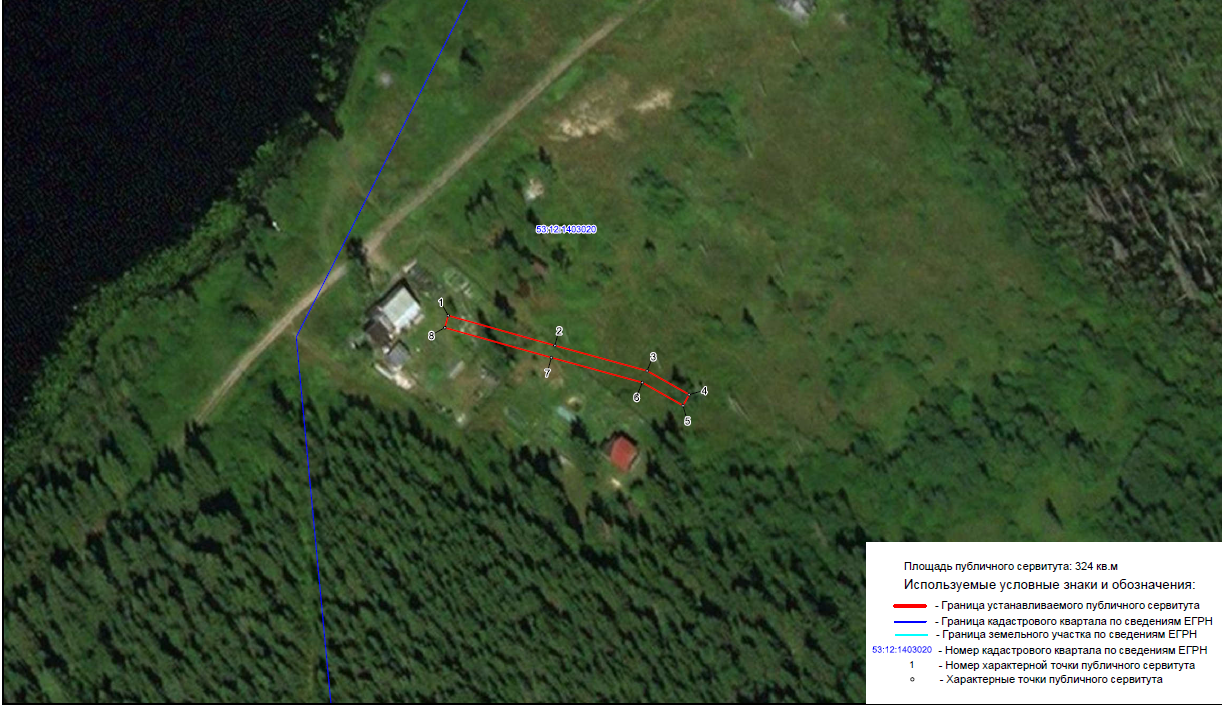 53:12:1403020
1
2
3
4
5
6
7
8
Площадь публичного сервитута: 324 кв.м
Используемые условные знаки и обозначения:
- Граница устанавливаемого публичного сервитута
- Граница кадастрового квартала по сведениям ЕГРН
- Граница земельного участка по сведениям ЕГРН
53:12:1403020 - Номер кадастрового квартала по сведениям ЕГРН
1 - Номер характерной точки публичного сервитута
- Характерные точки публичного сервитута